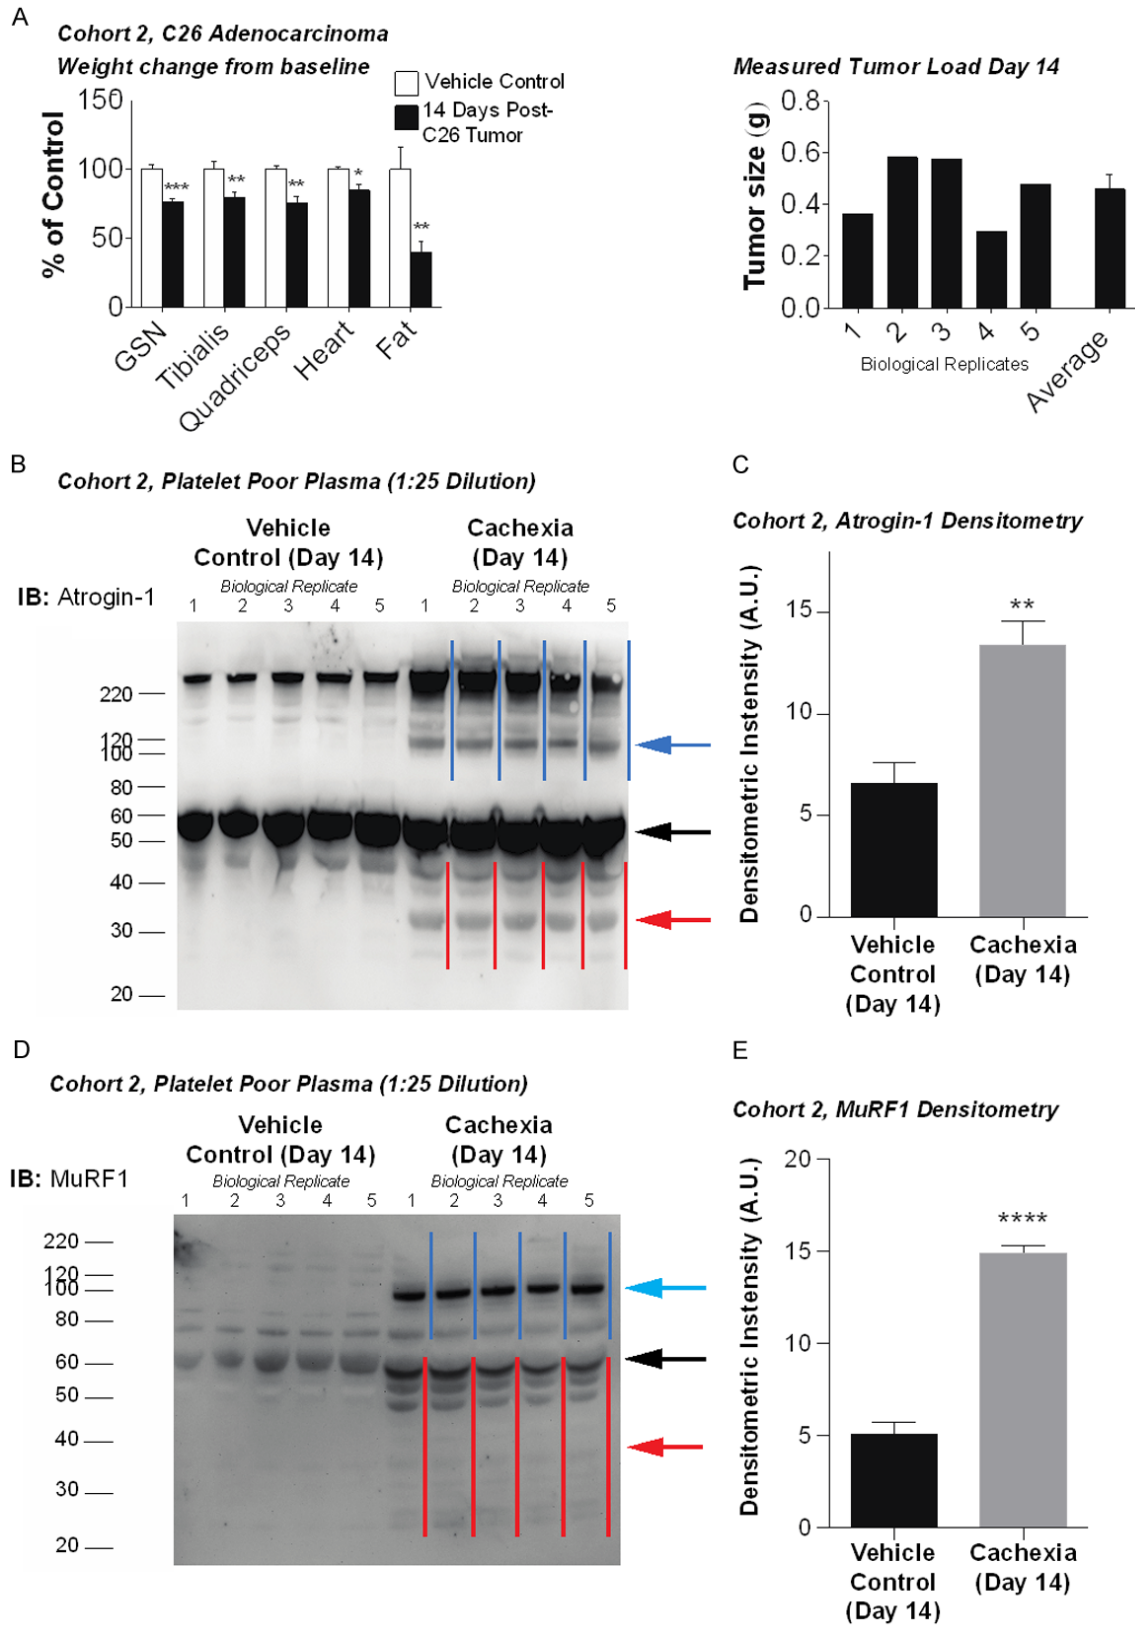 A
Cohort 2, C26 Adenocarcinoma
Weight change from baseline
Vehicle Control
14 Days Post-
C26 Tumor
% of Control
150
100
50
0
***
**
**
*
**
GSN
Tibialis
Quadriceps
Heart
Fat
Measured Tumor Load Day 14
Tumor size (g)
0.8
0.6
0.4
0.2
0.0
1
2
3
4
5
Average
Biological Replicates
B
Cohort 2, Platelet Poor Plasma (1:25 Dilution)
Vehicle
Control (Day 14)
Cachexia
(Day 14)
Biological Replicate
Biological Replicate
IB: Atrogin-1
1 2 3 4 5 1 2 3 4 5
220
120
100
80
60
50
40
30
20
C
Cohort 2, Atrogin-1 Densitometry
Densitometric Instensity (A.U.)
15
10
5
0
**
Vehicle
Control
(Day 14)
Cachexia
(Day 14)
D
Cohort 2, Platelet Poor Plasma (1:25 Dilution)
Vehicle
Control (Day 14)
Cachexia
(Day 14)
Biological Replicate
Biological Replicate
IB: MuRF1
1 2 3 4 5 1 2 3 4 5
220
120
100
80
60
50
40
30
20
E
Cohort 2, MuRF1 Densitometry
Densitometric Instensity (A.U.)
20
15
10
5
0
****
Vehicle
Control
(Day 14)
Cachexia
(Day 14)